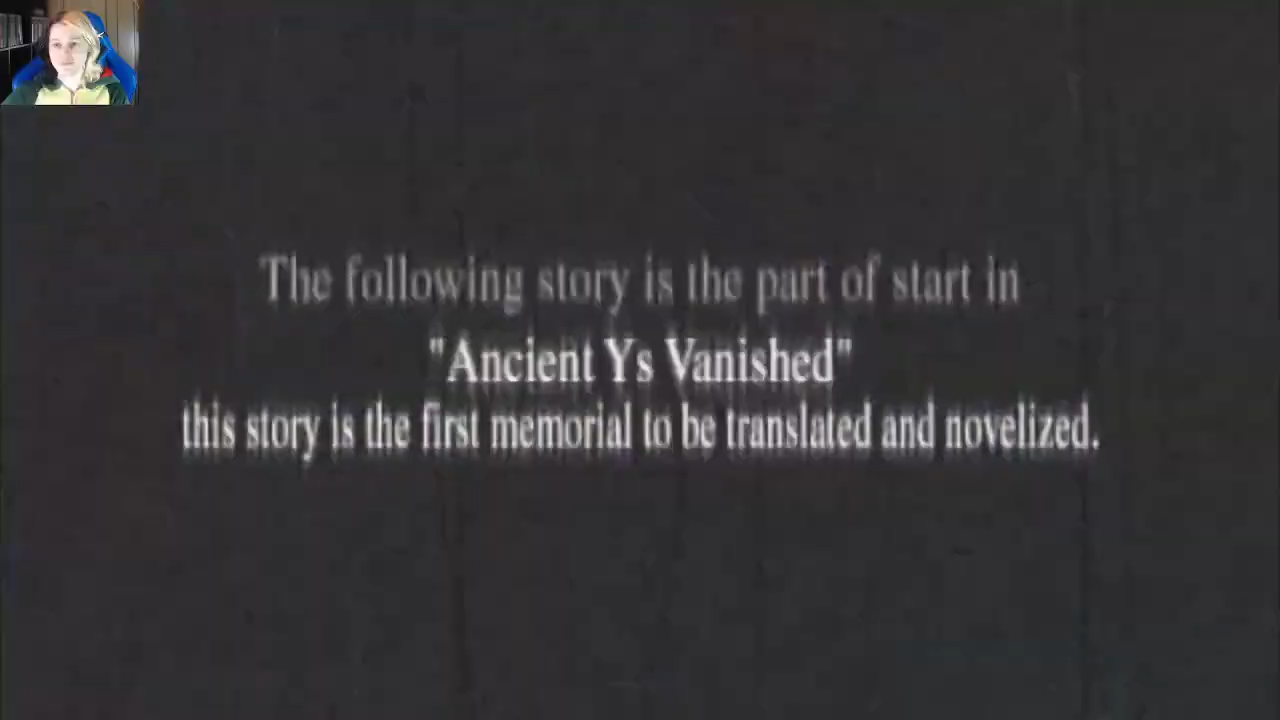 The following story is the part of start in
"Ancient Ys Vanished"
this story is the first memorial to be translated and novelized.